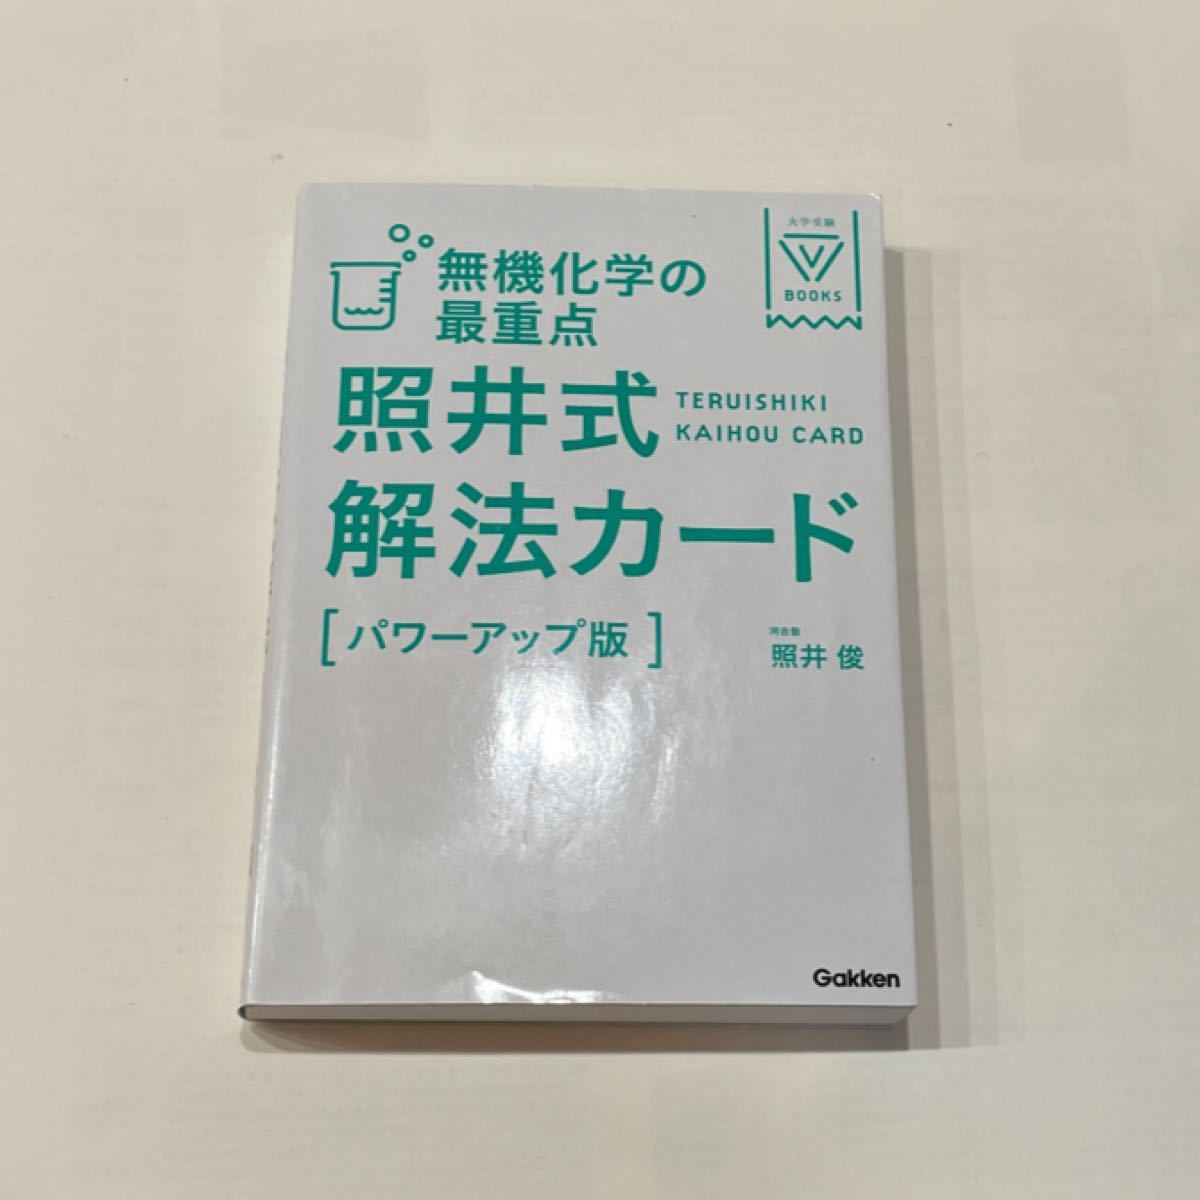 大学受験
V
BOOKS
無機化学の
最重点
照井式
TERUISHIKI
KAIHOU CARD
解法カード
[パワーアップ版]
河合塾
照井 俊
Gakken